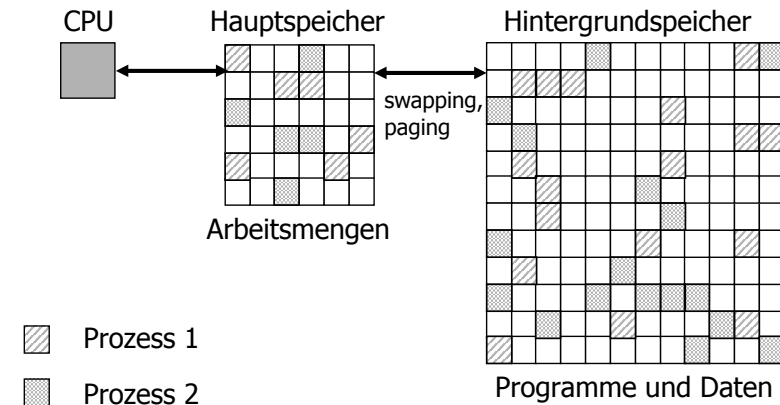 CPU
Hauptspeicher
Hintergrundspeicher
swapping,
paging
Arbeitsmengen
Prozess 1
Prozess 2
Programme und Daten